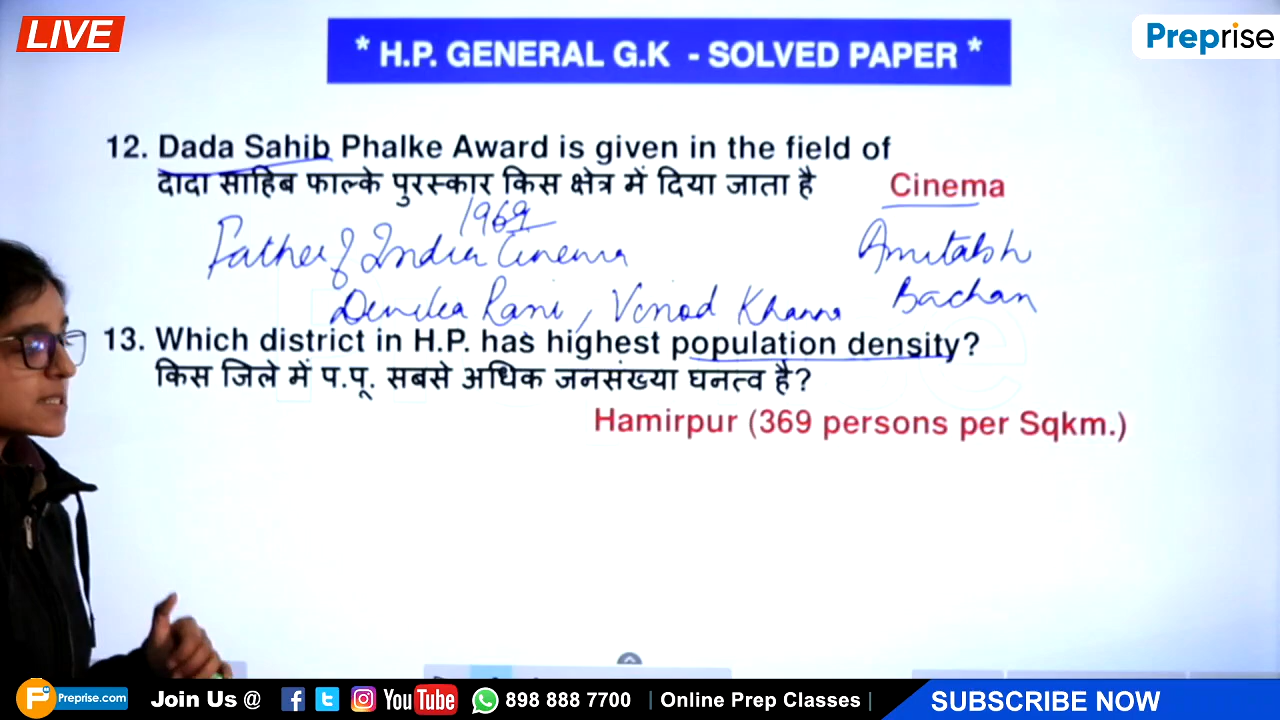 LIVE
* H.P. GENERAL G.K - SOLVED PAPER *
Preprise
12. Dada Sahib Phalke Award is given in the field of
दादा साहिब फाल्के पुरस्कार किस क्षेत्र में दिया जाता है
Cinema
1969
Father of India Cinema
Amitabh
Bachan
Devika Rani, Vinod Khanna
13. Which district in H.P. has highest population density?
किस जिले में प.पू. सबसे अधिक जनसंख्या घनत्व है?
Hamirpur (369 persons per Sqkm.)
Preprise.com
Join Us @
YouTube
898 888 7700
| Online Prep Classes |
SUBSCRIBE NOW